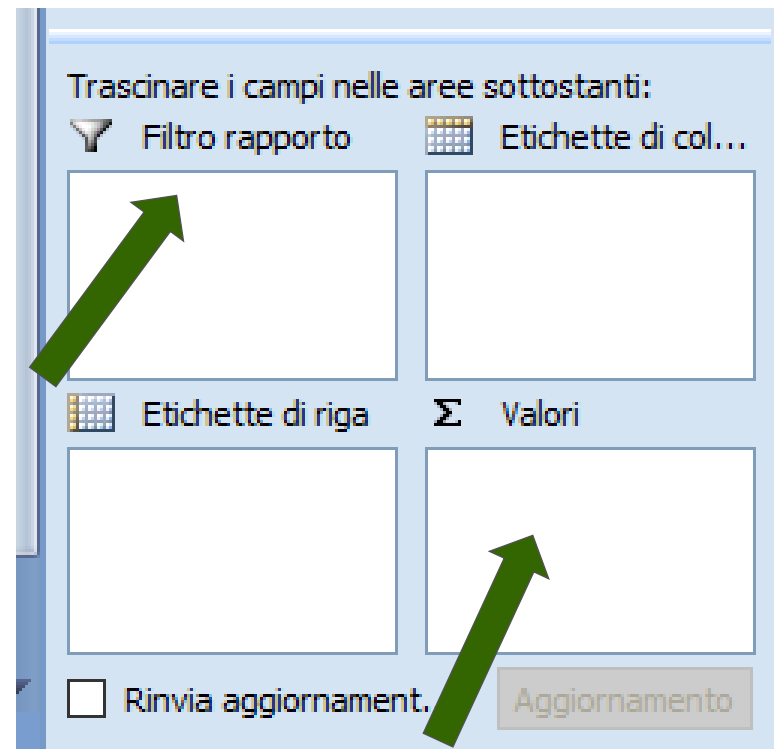 Trascinare i campi nelle aree sottostanti:
Filtro rapporto
Etichette di col...
Etichette di riga
Σ Valori
Rinvia aggiornament.
Aggiornamento